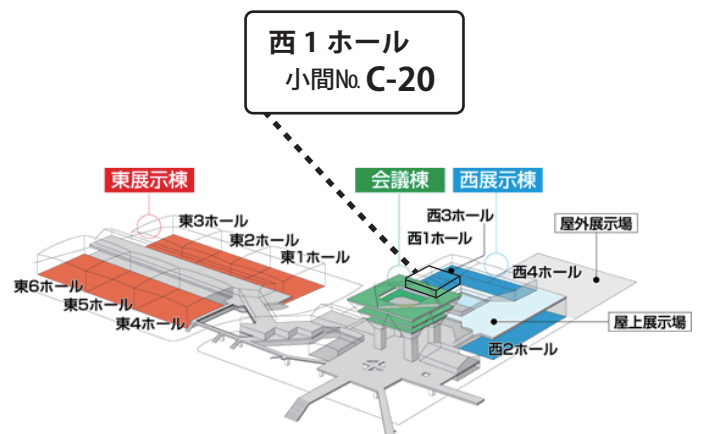 西1ホール
小間№ C-20
東展示棟
会議棟
西展示棟
東3ホール
東2ホール
東1ホール
西3ホール
西1ホール
屋外展示場
西4ホール
東6ホール
東5ホール
東4ホール
屋上展示場
西2ホール